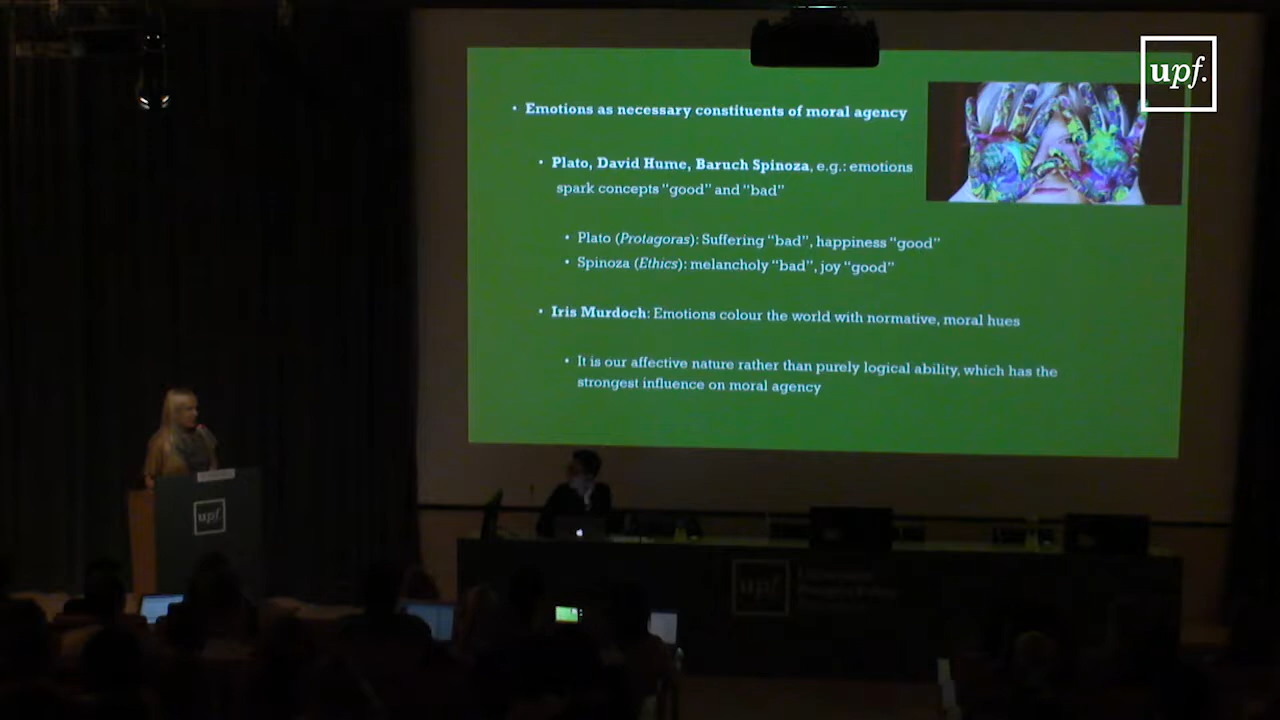 upf.
• Emotions as necessary constituents of moral agency
• Plato, David Hume, Baruch Spinoza, e.g.: emotions
spark concepts “good” and “bad”
• Plato (Protagoras): Suffering “bad”, happiness “good”
• Spinoza (Ethics): melancholy “bad”, joy “good”
• Iris Murdoch: Emotions colour the world with normative, moral hues
• It is our affective nature rather than purely logical ability, which has the
strongest influence on moral agency
upf.
upf.